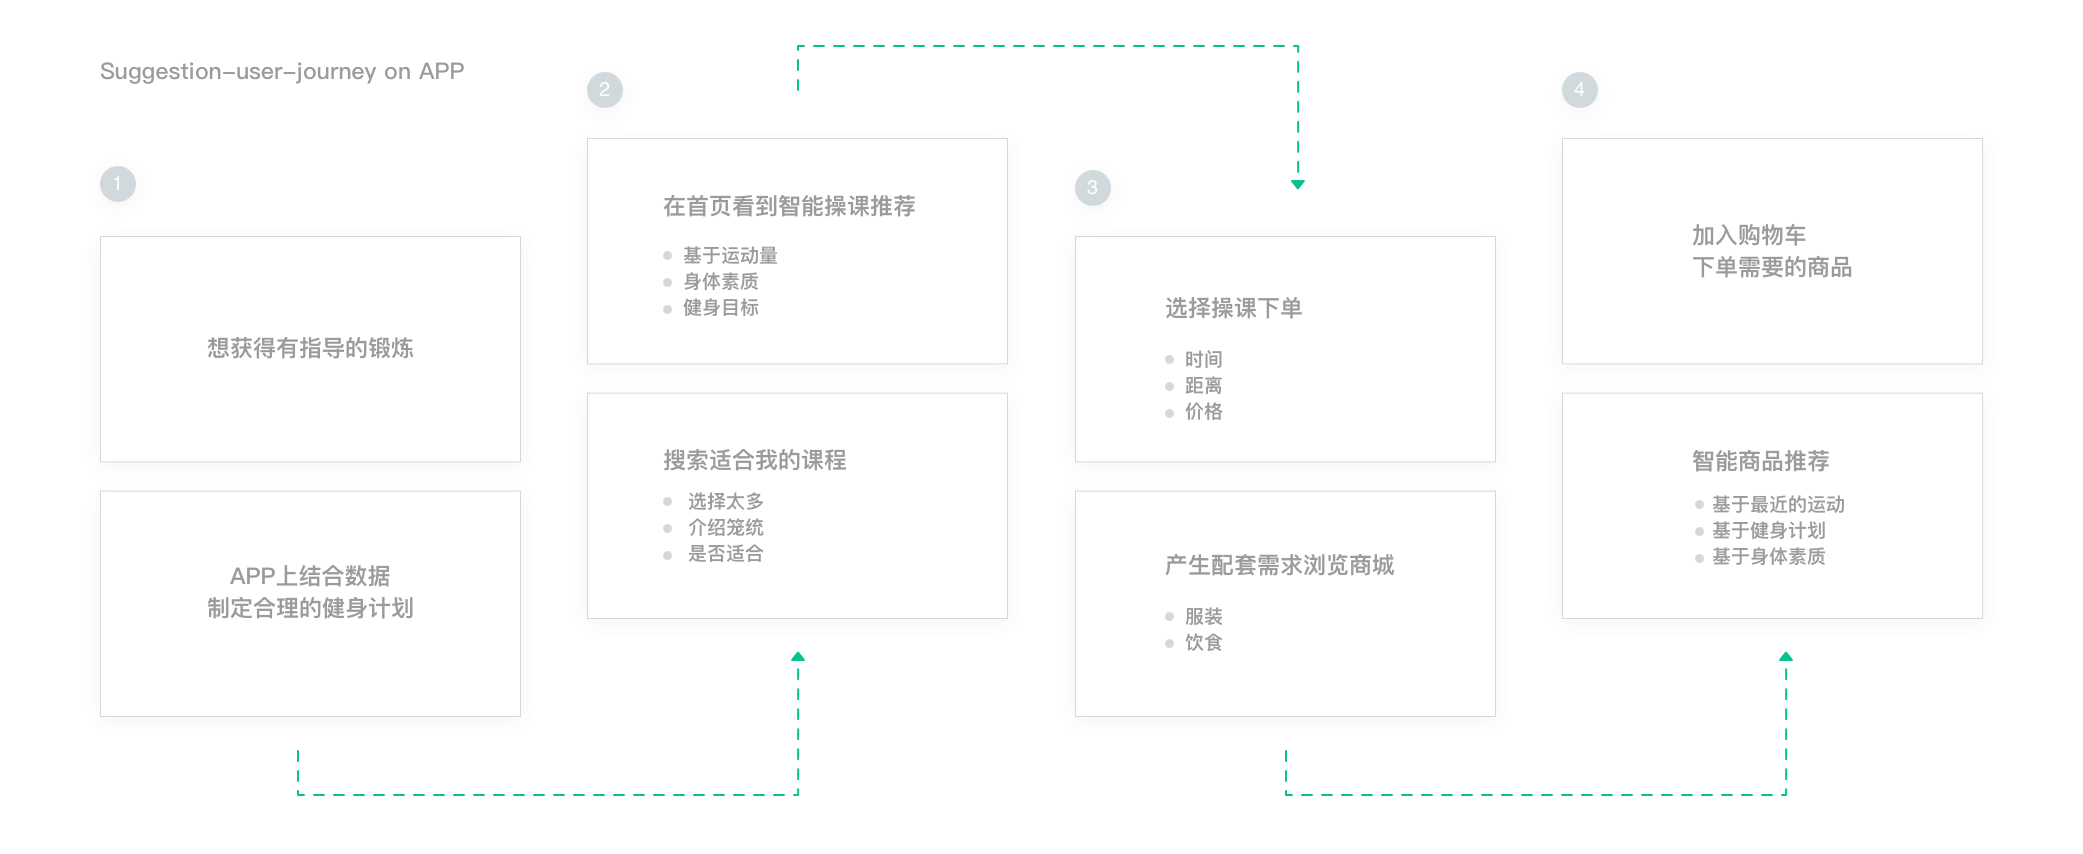 Suggestion-user-journey on APP
1
想获得有指导的锻炼
APP上结合数据
制定合理的健身计划
2
在首页看到智能操课推荐
基于运动量
身体素质
健身目标
搜索适合我的课程
选择太多
介绍笼统
是否适合
3
选择操课下单
时间
距离
价格
产生配套需求浏览商城
服装
饮食
4
加入购物车
下单需要的商品
智能商品推荐
基于最近的运动
基于健身计划
基于身体素质